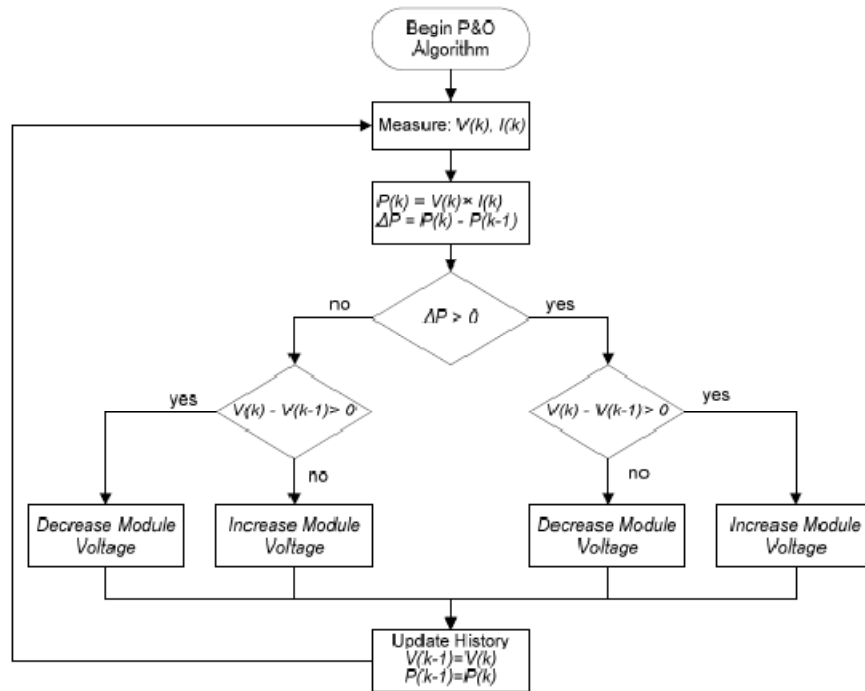 Begin P&O
Algorithm
Measure: V(k), I(k)
P(k) = V(k)× I(k)
ΔP = P(k) - P(k-1)
no
ΔP > 0
yes
yes
V(k) - V(k-1) > 0
no
V(k) - V(k-1) > 0
yes
no
Decrease Module
Voltage
Increase Module
Voltage
Decrease Module
Voltage
Increase Module
Voltage
Update History
V(k-1)=V(k)
P(k-1)=P(k)